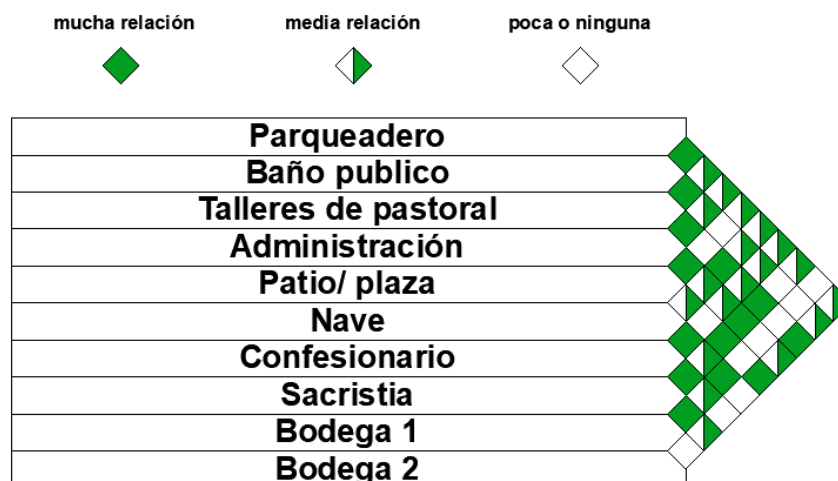 mucha relación media relación poca o ninguna
Parqueadero
Baño publico
Talleres de pastoral
Administración
Patio/ plaza
Nave
Confesionario
Sacristia
Bodega 1
Bodega 2